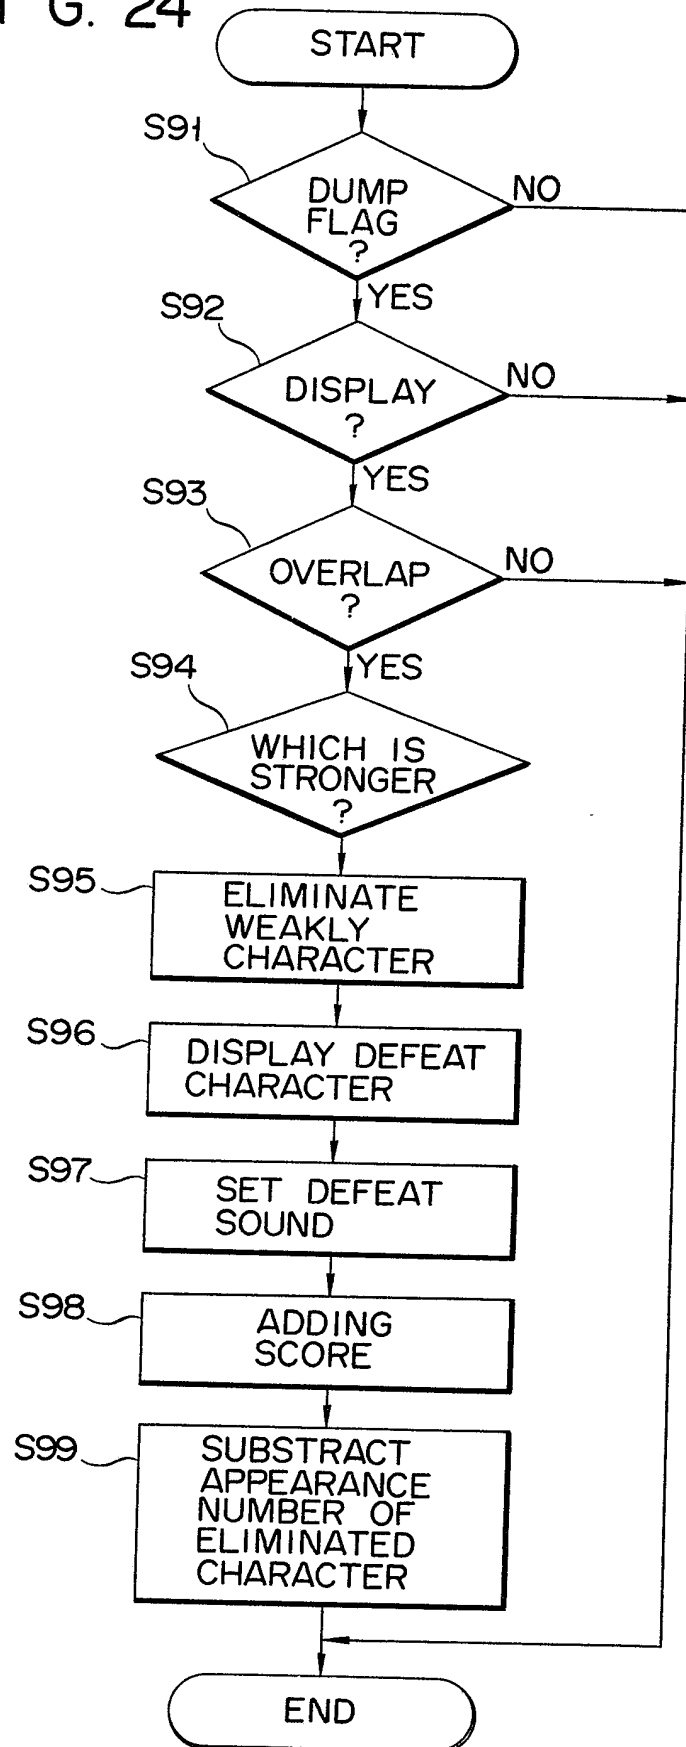 G. 24
START
S91
DUMP
FLAG
?
NO
YES
S92
DISPLAY
?
NO
YES
S93
OVERLAP
?
NO
YES
S94
WHICH IS
STRONGER
?
S95
ELIMINATE
WEAKLY
CHARACTER
S96
DISPLAY DEFEAT
CHARACTER
S97
SET DEFEAT
SOUND
S98
ADDING
SCORE
S99
SUBSTRACT
APPEARANCE
NUMBER OF
ELIMINATED
CHARACTER
END